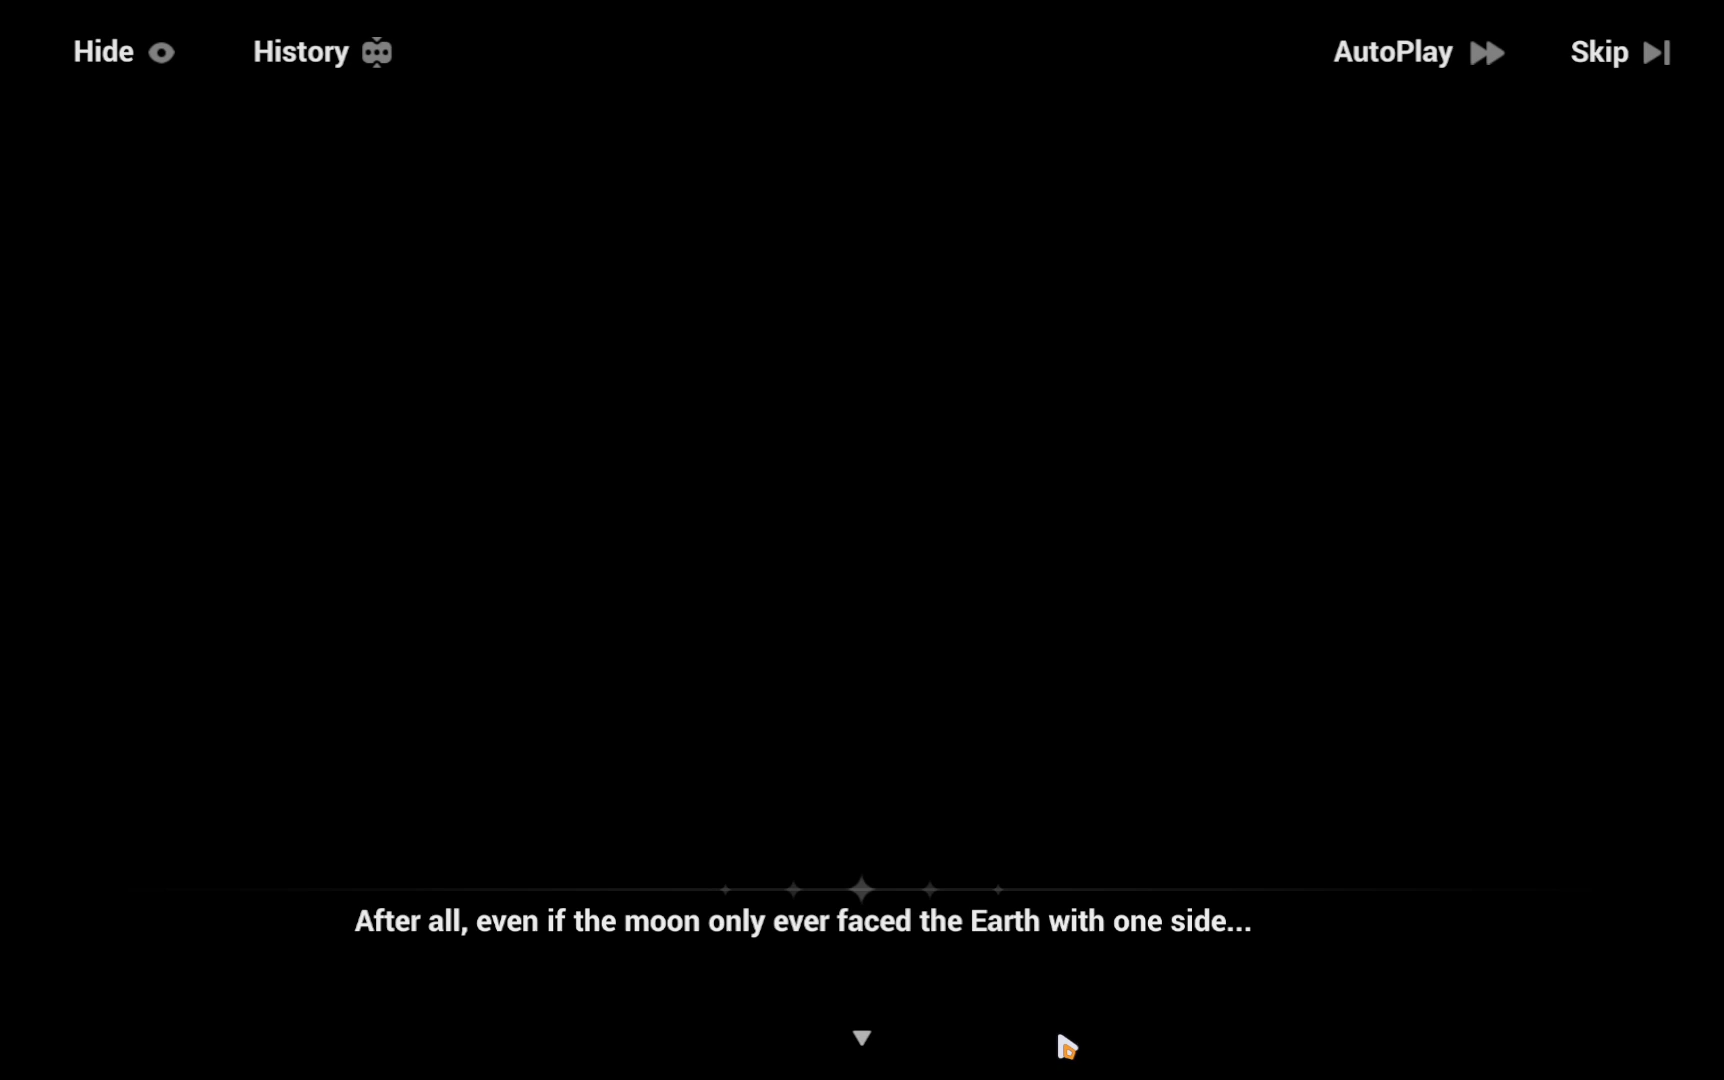 Hide
History
AutoPlay
Skip
After all, even if the moon only ever faced the Earth with one side...